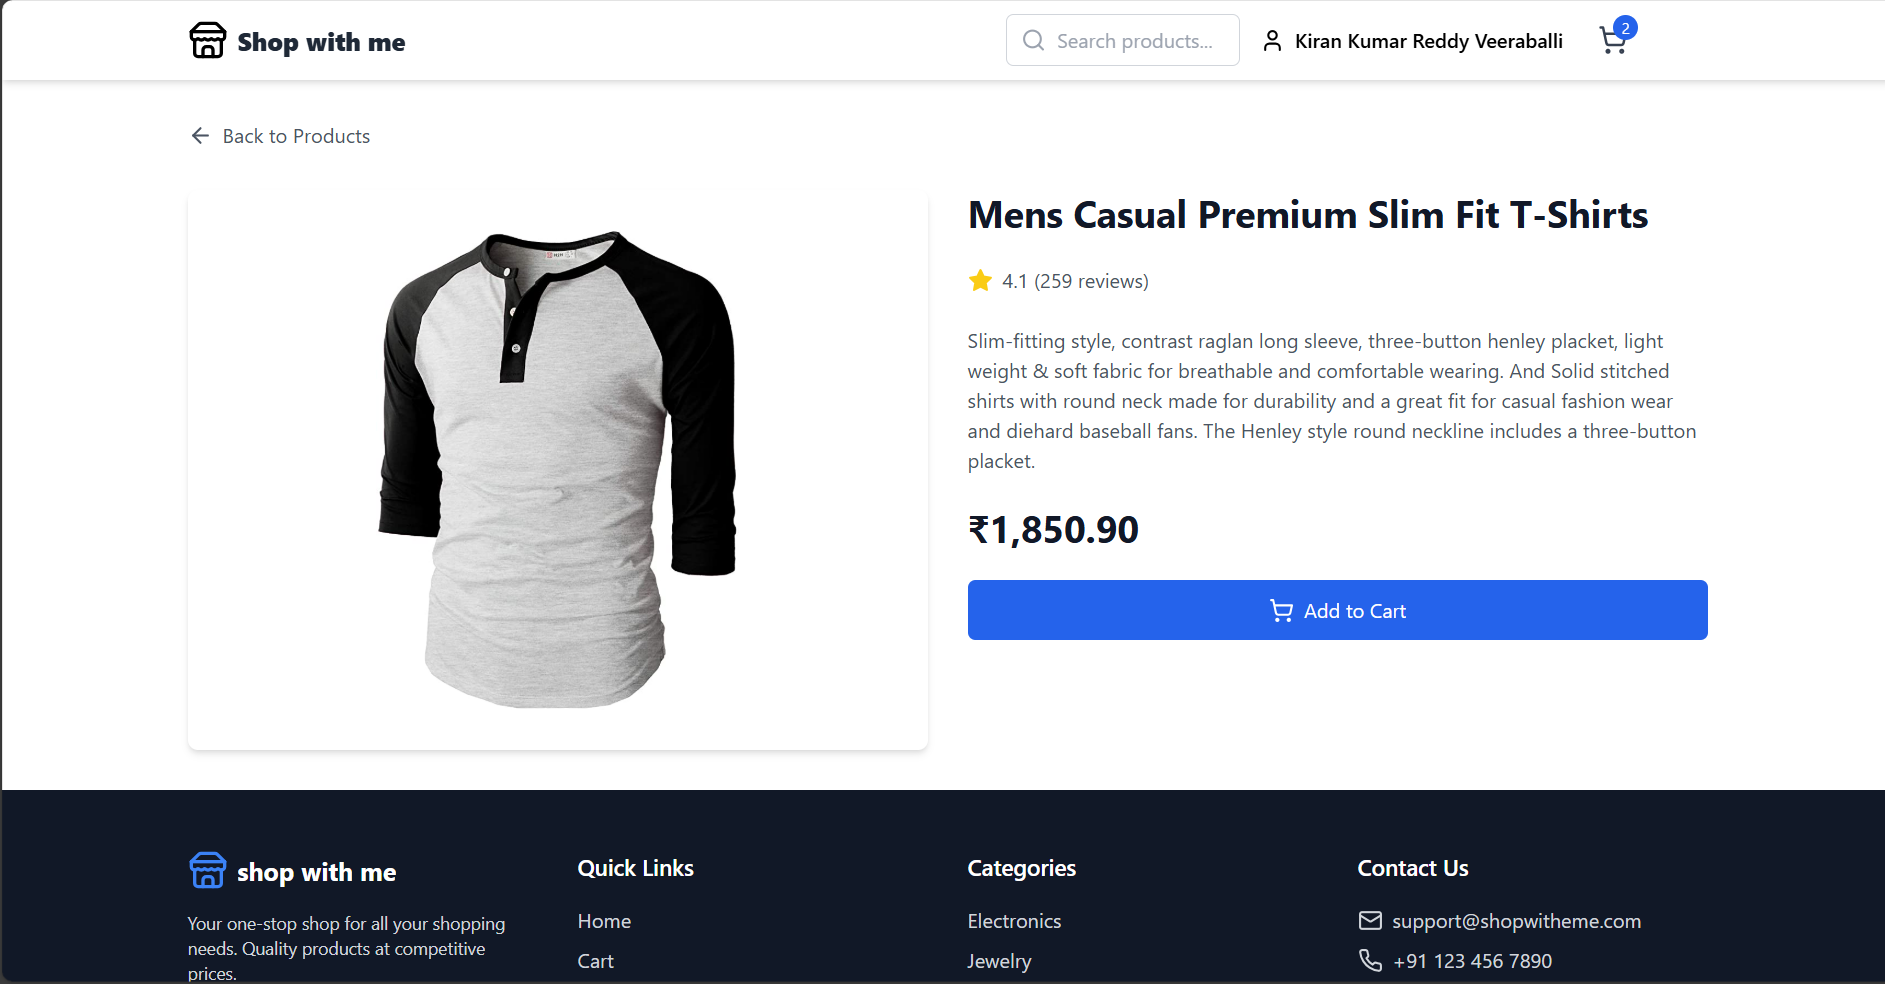 Shop with me
Search products...
Kiran Kumar Reddy Veeraballi
2
Back to Products
Mens Casual Premium Slim Fit T-Shirts
4.1 (259 reviews)
Slim-fitting style, contrast raglan long sleeve, three-button henley placket, light
weight & soft fabric for breathable and comfortable wearing. And Solid stitched
shirts with round neck made for durability and a great fit for casual fashion wear
and diehard baseball fans. The Henley style round neckline includes a three-button
placket.
₹1,850.90
Add to Cart
shop with me
Your one-stop shop for all your shopping
needs. Quality products at competitive
prices.
Quick Links
Home
Cart
Categories
Electronics
Jewelry
Contact Us
support@shopwitheme.com
+91 123 456 7890